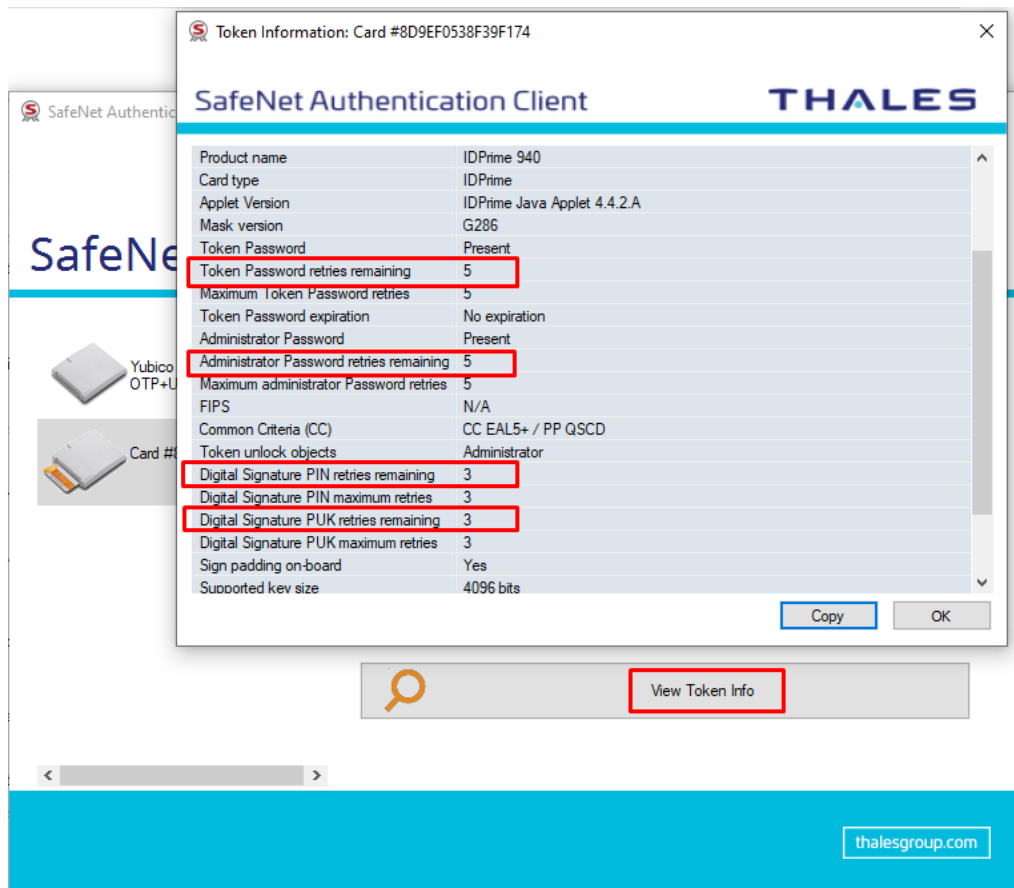 Token Information: Card #8D9EF0538F39F174
SafeNet Authentication Client
THALES
SafeNet Authentic
SafeNe
Product name IDPrime 940
Card type IDPrime
Applet Version IDPrime Java Applet 4.4.2.A
Mask version G286
Token Password Present
Token Password retries remaining 5
Maximum Token Password retries 5
Token Password expiration No expiration
Administrator Password Present
Administrator Password retries remaining 5
Maximum administrator Password retries 5
FIPS N/A
Common Criteria (CC) CC EAL5+ / PP QSCD
Token unlock objects Administrator
Digital Signature PIN retries remaining 3
Digital Signature PIN maximum retries 3
Digital Signature PUK retries remaining 3
Digital Signature PUK maximum retries 3
Sign padding on-board Yes
Supported key size 4096 bits
Copy OK
Yubico
OTP+U
Card #8
View Token Info
thalesgroup.com